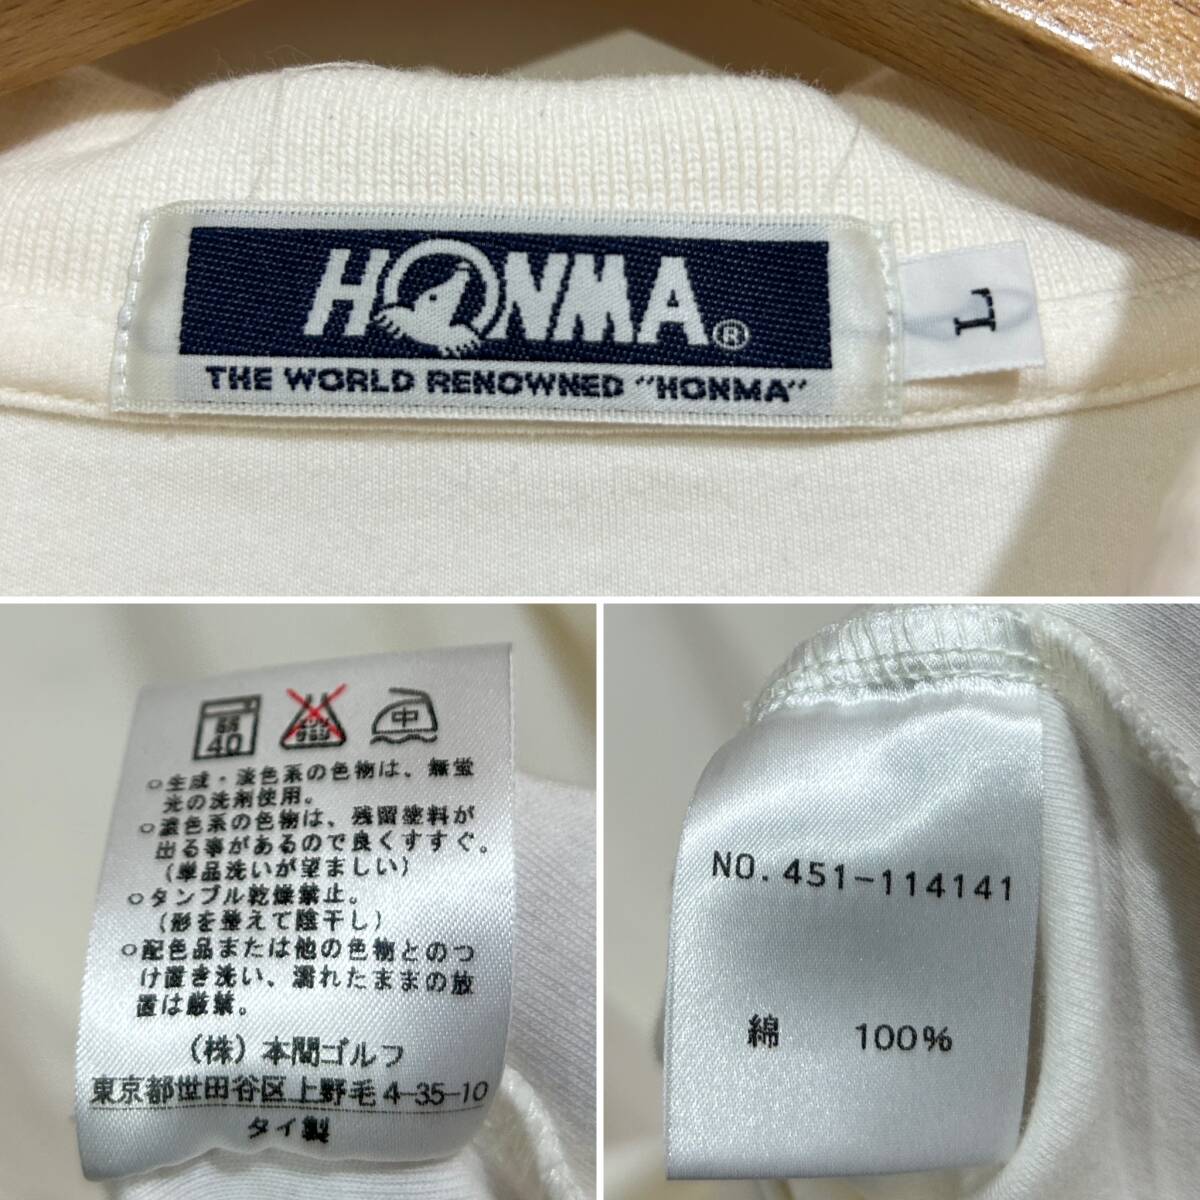 HONMA®
THE WORLD RENOWNED "HONMA"
L
40
中
○生成・淡色系の色物は、無蛍
光の洗剤使用。
○濃色系の色物は、残留塗料が
出る事があるので良くすすぐ。
(単品洗いが望ましい)
○タンブル乾燥禁止。
(形を整えて陰干し)
○配色品または他の色物とのつ
け置き洗い、濡れたままの放
置は厳禁。
(株)本間ゴルフ
東京都世田谷区上野毛4-35-10
タイ製
NO.451-114141
綿 100%